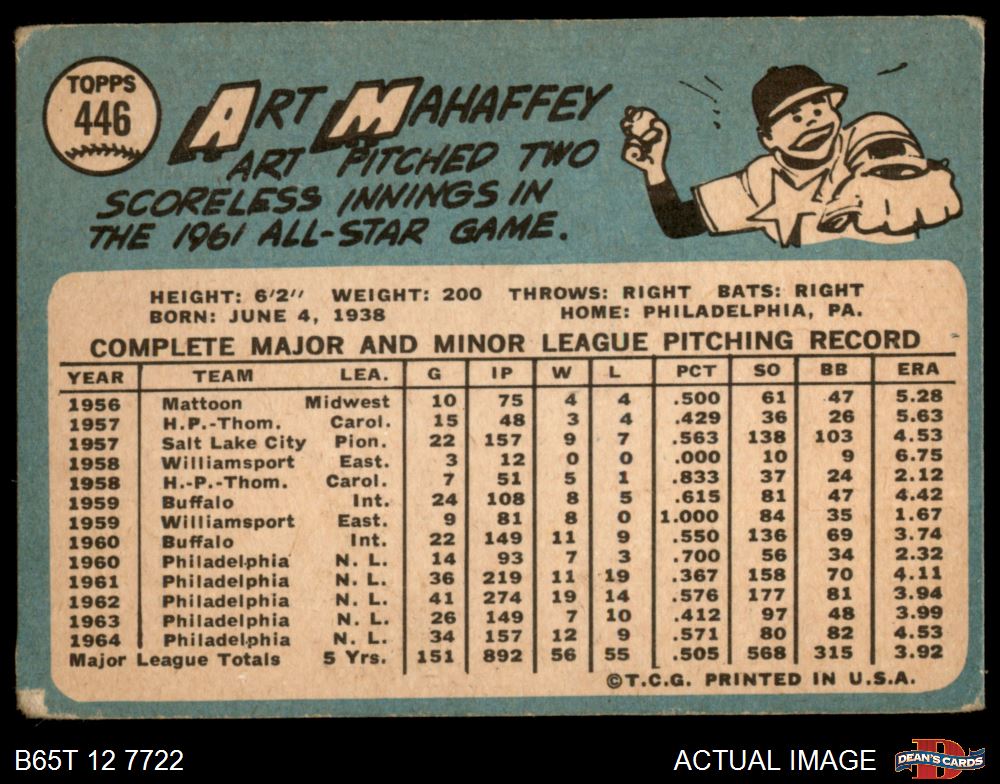 TOPPS
446
ART MAHAFFEY
ART PITCHED TWO
SCORELESS INNINGS IN
THE 1961 ALL-STAR GAME.
HEIGHT: 6'2" WEIGHT: 200 THROWS: RIGHT BATS: RIGHT
BORN: JUNE 4, 1938 HOME: PHILADELPHIA, PA.
COMPLETE MAJOR AND MINOR LEAGUE PITCHING RECORD
YEAR TEAM LEA. G IP W L PCT SO BB ERA
1956 Mattoon Midwest 10 75 4 4 .500 61 47 5.28
1957 H.P.-Thom. Carol. 15 48 3 4 .429 36 26 5.63
1957 Salt Lake City Pion. 22 157 9 7 .563 138 103 4.53
1958 Williamsport East. 3 12 0 0 .000 10 9 6.75
1958 H.-P.-Thom. Carol. 7 51 5 1 .833 37 24 2.12
1959 Buffalo Int. 24 108 8 5 .615 81 47 4.42
1959 Williamsport East. 9 81 8 0 1.000 84 35 1.67
1960 Buffalo Int. 22 149 11 9 .550 136 69 3.74
1960 Philadelphia N. L. 14 93 7 3 .700 56 34 2.32
1961 Philadelphia N. L. 36 219 11 19 .367 158 70 4.11
1962 Philadelphia N. L. 41 274 19 14 .576 177 81 3.94
1963 Philadelphia N. L. 26 149 7 10 .412 97 48 3.99
1964 Philadelphia N. L. 34 157 12 9 .571 80 82 4.53
Major League Totals 5 Yrs. 151 892 56 55 .505 568 315 3.92
©T.C.G. PRINTED IN U.S.A.
B65T 12 7722 ACTUAL IMAGE DEAN'S CARDS